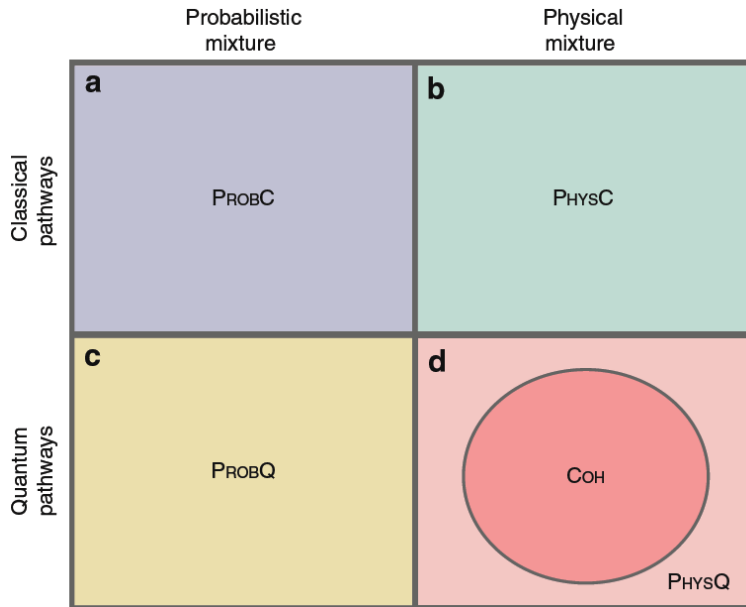 Probabilistic
mixture
Physical
mixture
Classical
pathways
a
PROBC
b
PHYSC
Quantum
pathways
c
PROBQ
d
COH
PHYSQ